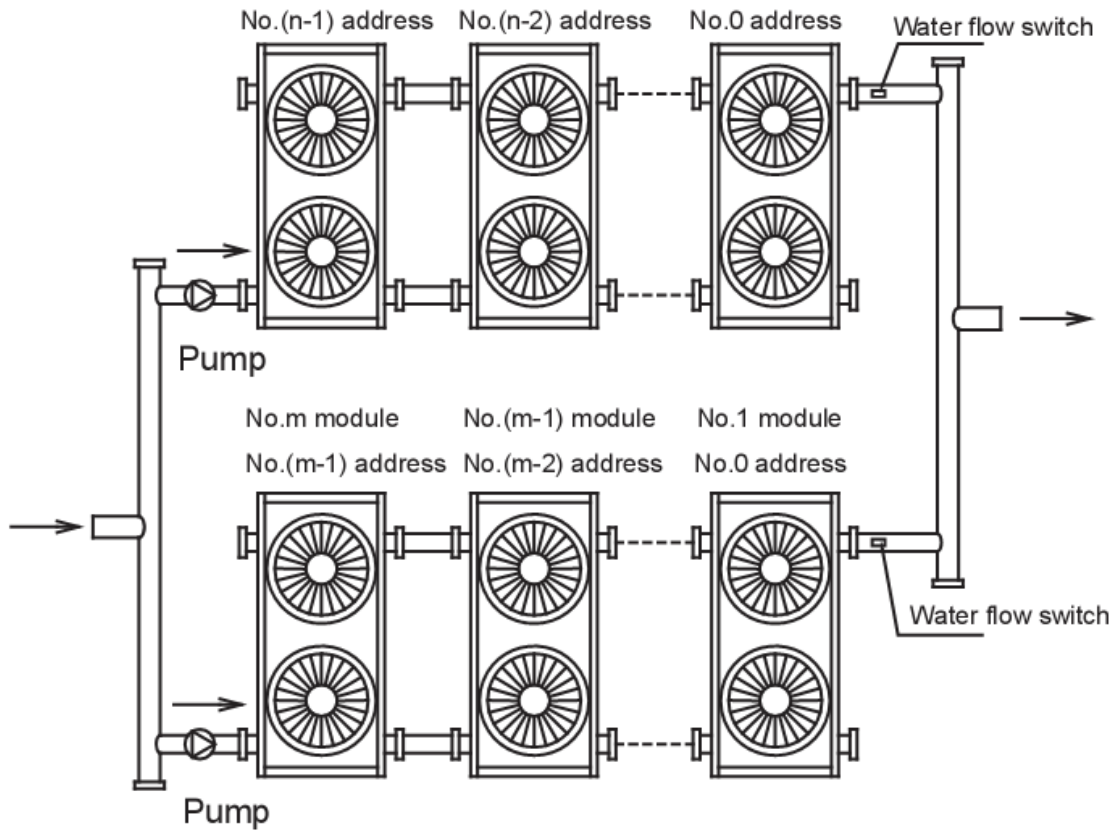 No.(n-1) address No.(n-2) address No.0 address
Water flow switch
Pump
No.m module No.(m-1) module No.1 module
No.(m-1) address No.(m-2) address No.0 address
Water flow switch
Pump